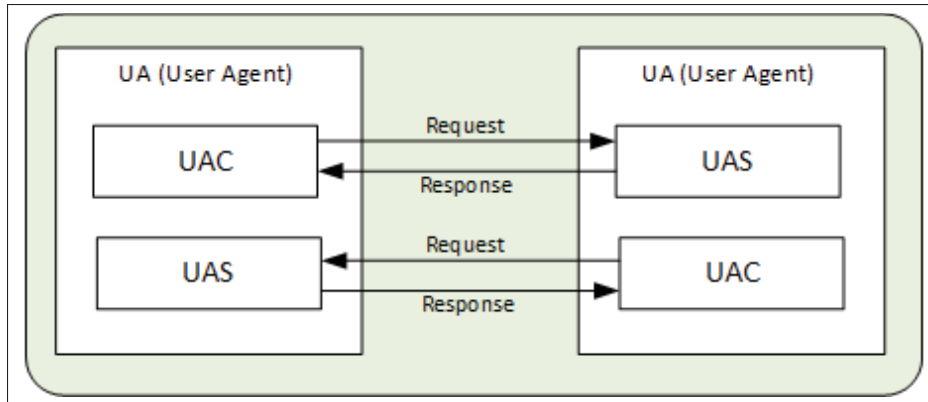 UA (User Agent)
UA (User Agent)
Request
UAC
UAS
Response
Request
UAS
UAC
Response